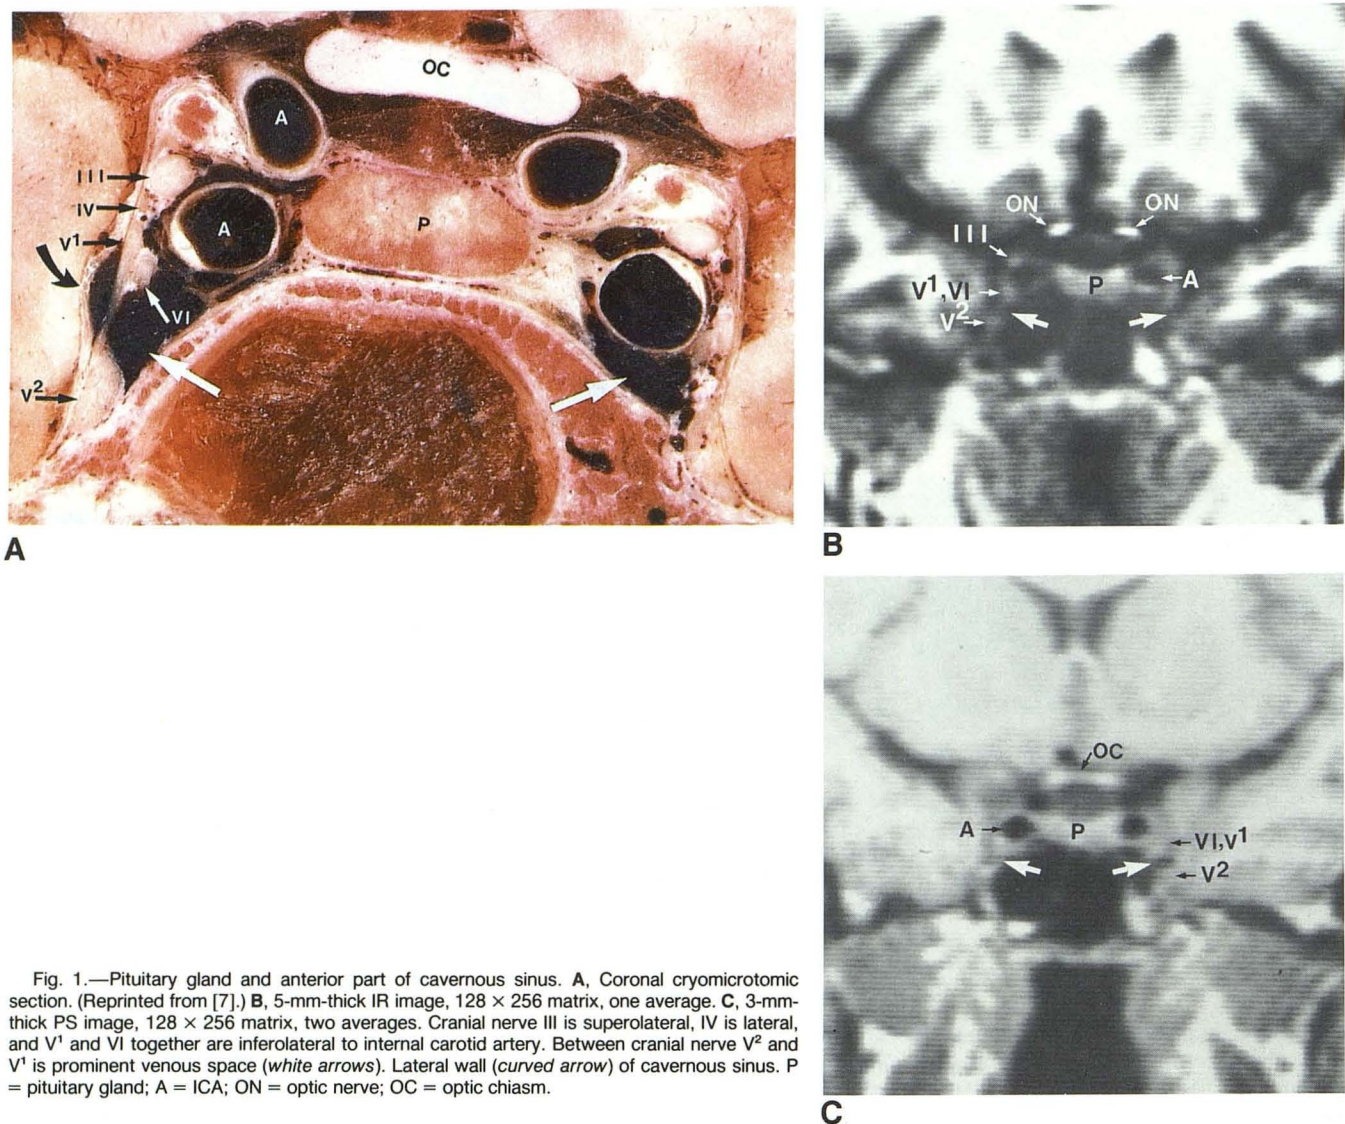 OC
A
III
IV
A
P
V¹
VI
V²
A
ON
ON
III
P
A
V¹,VI
V²
B
OC
A
P
VI,V¹
V²
C
Fig. 1.—Pituitary gland and anterior part of cavernous sinus. A, Coronal cryomicrotomic
section. (Reprinted from [7].) B, 5-mm-thick IR image, 128 × 256 matrix, one average. C, 3-mm-
thick PS image, 128 × 256 matrix, two averages. Cranial nerve III is superolateral, IV is lateral,
and V¹ and VI together are inferolateral to internal carotid artery. Between cranial nerve V² and
V¹ is prominent venous space (white arrows). Lateral wall (curved arrow) of cavernous sinus. P
= pituitary gland; A = ICA; ON = optic nerve; OC = optic chiasm.